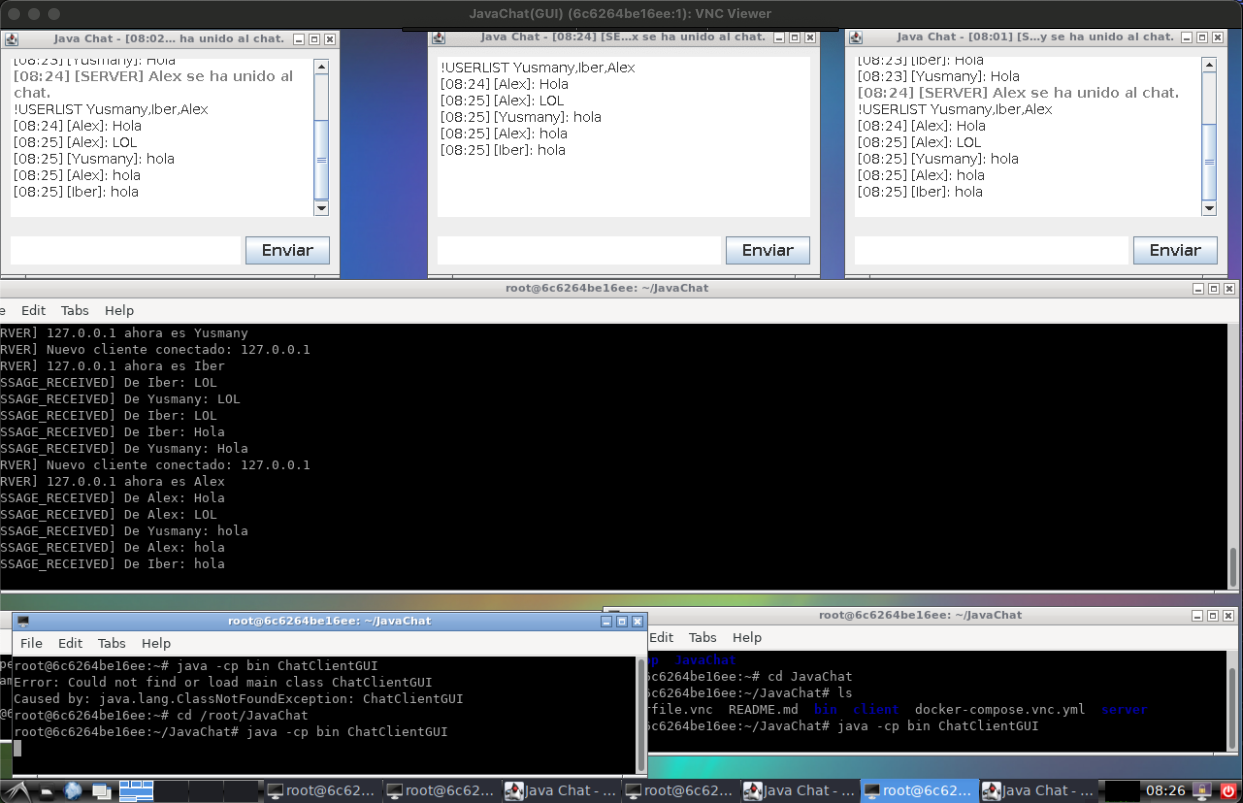 JavaChat(GUI) (6c6264be16ee:1): VNC Viewer
Java Chat - [08:02... ha unido al chat.
[08:23] [Yusmany]: Hola
[08:24] [SERVER] Alex se ha unido al
chat.
!USERLIST Yusmany,Iber,Alex
[08:24] [Alex]: Hola
[08:25] [Alex]: LOL
[08:25] [Yusmany]: hola
[08:25] [Alex]: hola
[08:25] [Iber]: hola
Enviar
Java Chat - [08:24] [SE...x se ha unido al chat.
!USERLIST Yusmany,Iber,Alex
[08:24] [Alex]: Hola
[08:25] [Alex]: LOL
[08:25] [Yusmany]: hola
[08:25] [Alex]: hola
[08:25] [Iber]: hola
Enviar
Java Chat - [08:01] [S...y se ha unido al chat.
[08:23] [Iber]: Hola
[08:23] [Yusmany]: Hola
[08:24] [SERVER] Alex se ha unido al chat.
!USERLIST Yusmany,Iber,Alex
[08:24] [Alex]: Hola
[08:25] [Alex]: LOL
[08:25] [Yusmany]: hola
[08:25] [Alex]: hola
[08:25] [Iber]: hola
Enviar
root@6c6264be16ee: ~/JavaChat
e Edit Tabs Help
RVER] 127.0.0.1 ahora es Yusmany
RVER] Nuevo cliente conectado: 127.0.0.1
RVER] 127.0.0.1 ahora es Iber
SSAGE_RECEIVED] De Iber: LOL
SSAGE_RECEIVED] De Yusmany: LOL
SSAGE_RECEIVED] De Iber: LOL
SSAGE_RECEIVED] De Iber: Hola
SSAGE_RECEIVED] De Yusmany: Hola
RVER] Nuevo cliente conectado: 127.0.0.1
RVER] 127.0.0.1 ahora es Alex
SSAGE_RECEIVED] De Alex: Hola
SSAGE_RECEIVED] De Alex: LOL
SSAGE_RECEIVED] De Yusmany: hola
SSAGE_RECEIVED] De Alex: hola
SSAGE_RECEIVED] De Iber: hola
root@6c6264be16ee: ~/JavaChat
File Edit Tabs Help
root@6c6264be16ee:~# java -cp bin ChatClientGUI
Error: Could not find or load main class ChatClientGUI
Caused by: java.lang.ClassNotFoundException: ChatClientGUI
root@6c6264be16ee:~# cd /root/JavaChat
root@6c6264be16ee:~/JavaChat# java -cp bin ChatClientGUI
root@6c6264be16ee: ~/JavaChat
Edit Tabs Help
p JavaChat
6c6264be16ee:~# cd JavaChat
6c6264be16ee:~/JavaChat# ls
rfile.vnc README.md bin client docker-compose.vnc.yml server
6c6264be16ee:~/JavaChat# java -cp bin ChatClientGUI
root@6c62...
root@6c62...
Java Chat - ...
root@6c62...
Java Chat - ...
root@6c62...
Java Chat - ...
08:26